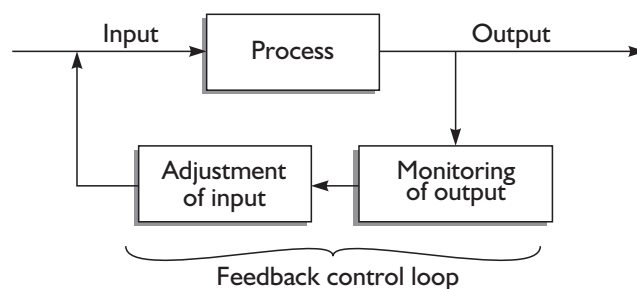 Input
Process
Output
Adjustment
of input
Monitoring
of output
Feedback control loop